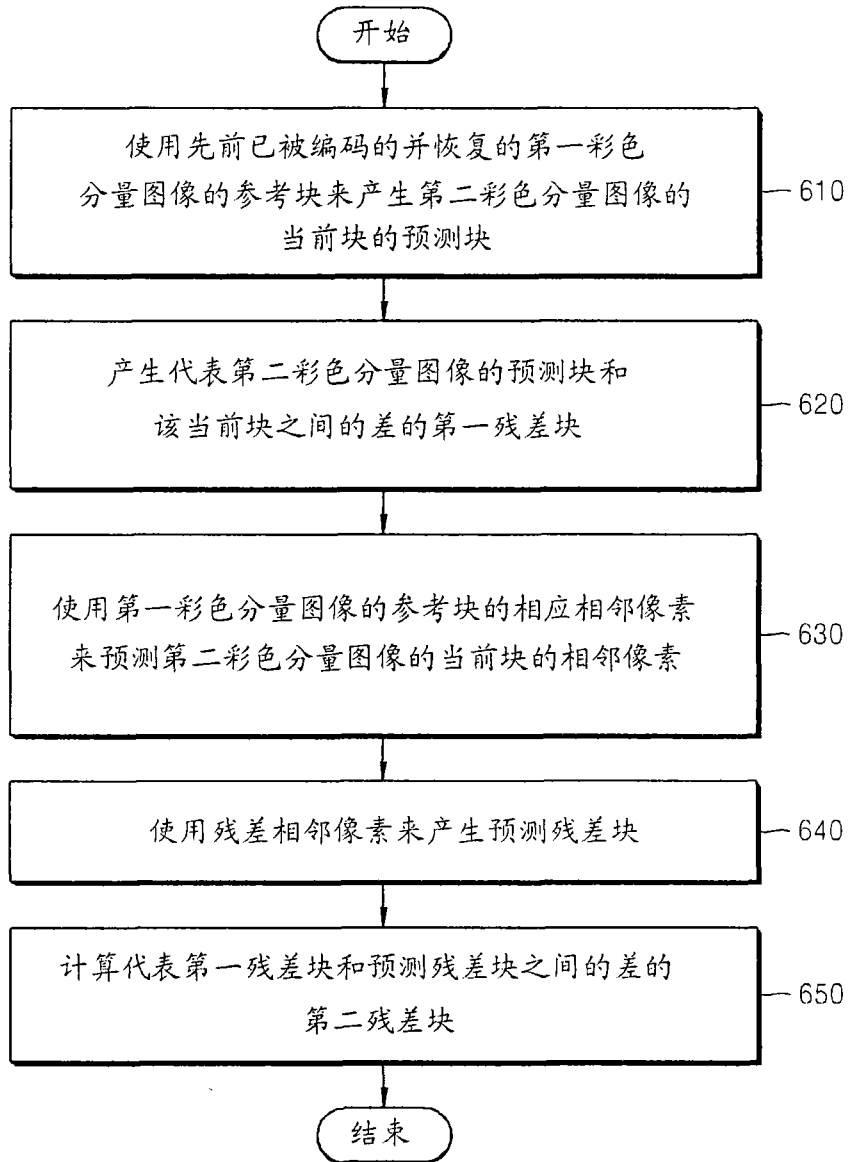 开始
使用先前已被编码的并恢复的第一彩色
分量图像的参考块来产生第二彩色分量图像的
当前块的预测块
610
产生代表第二彩色分量图像的预测块和
该当前块之间的差的第一残差块
620
使用第一彩色分量图像的参考块的相应相邻像素
来预测第二彩色分量图像的当前块的相邻像素
630
使用残差相邻像素来产生预测残差块
640
计算代表第一残差块和预测残差块之间的差的
第二残差块
650
结束